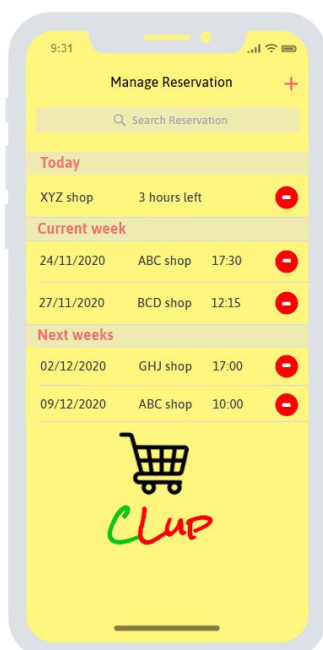 9:31
Manage Reservation +
Search Reservation
Today
XYZ shop 3 hours left
Current week
24/11/2020 ABC shop 17:30
27/11/2020 BCD shop 12:15
Next weeks
02/12/2020 GHJ shop 17:00
09/12/2020 ABC shop 10:00
CLup